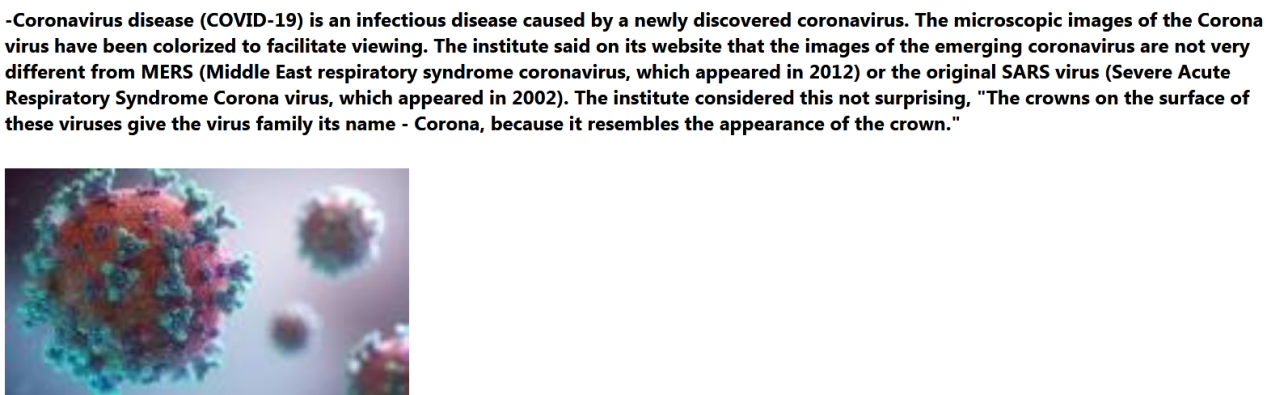 -Coronavirus disease (COVID-19) is an infectious disease caused by a newly discovered coronavirus. The microscopic images of the Corona
virus have been colorized to facilitate viewing. The institute said on its website that the images of the emerging coronavirus are not very
different from MERS (Middle East respiratory syndrome coronavirus, which appeared in 2012) or the original SARS virus (Severe Acute
Respiratory Syndrome Corona virus, which appeared in 2002). The institute considered this not surprising, "The crowns on the surface of
these viruses give the virus family its name - Corona, because it resembles the appearance of the crown."